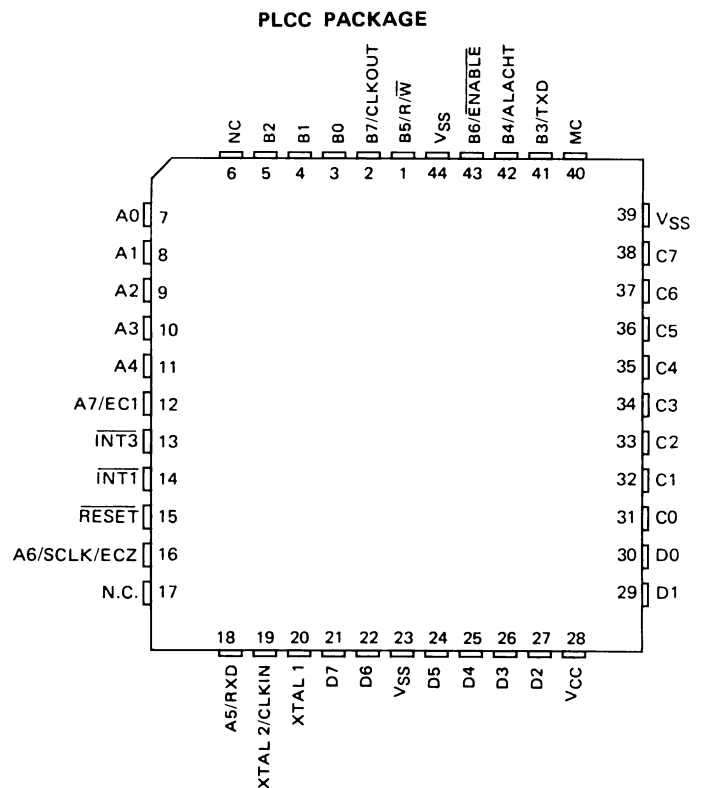 PLCC PACKAGE
NC
B2
B1
B0
B7/CLKOUT
B5/R/W̅
VSS
B6/E̅N̅A̅B̅L̅E̅
B4/ALACHT
B3/TXD
MC
6 5 4 3 2 1 44 43 42 41 40
A0 7 39 VSS
A1 8 38 C7
A2 9 37 C6
A3 10 36 C5
A4 11 35 C4
A7/EC1 12 34 C3
I̅N̅T̅3̅ 13 33 C2
I̅N̅T̅1̅ 14 32 C1
R̅E̅S̅E̅T̅ 15 31 C0
A6/SCLK/ECZ 16 30 D0
N.C. 17 29 D1
18 19 20 21 22 23 24 25 26 27 28
A5/RXD
XTAL 2/CLKIN
XTAL 1
D7
D6
VSS
D5
D4
D3
D2
VCC